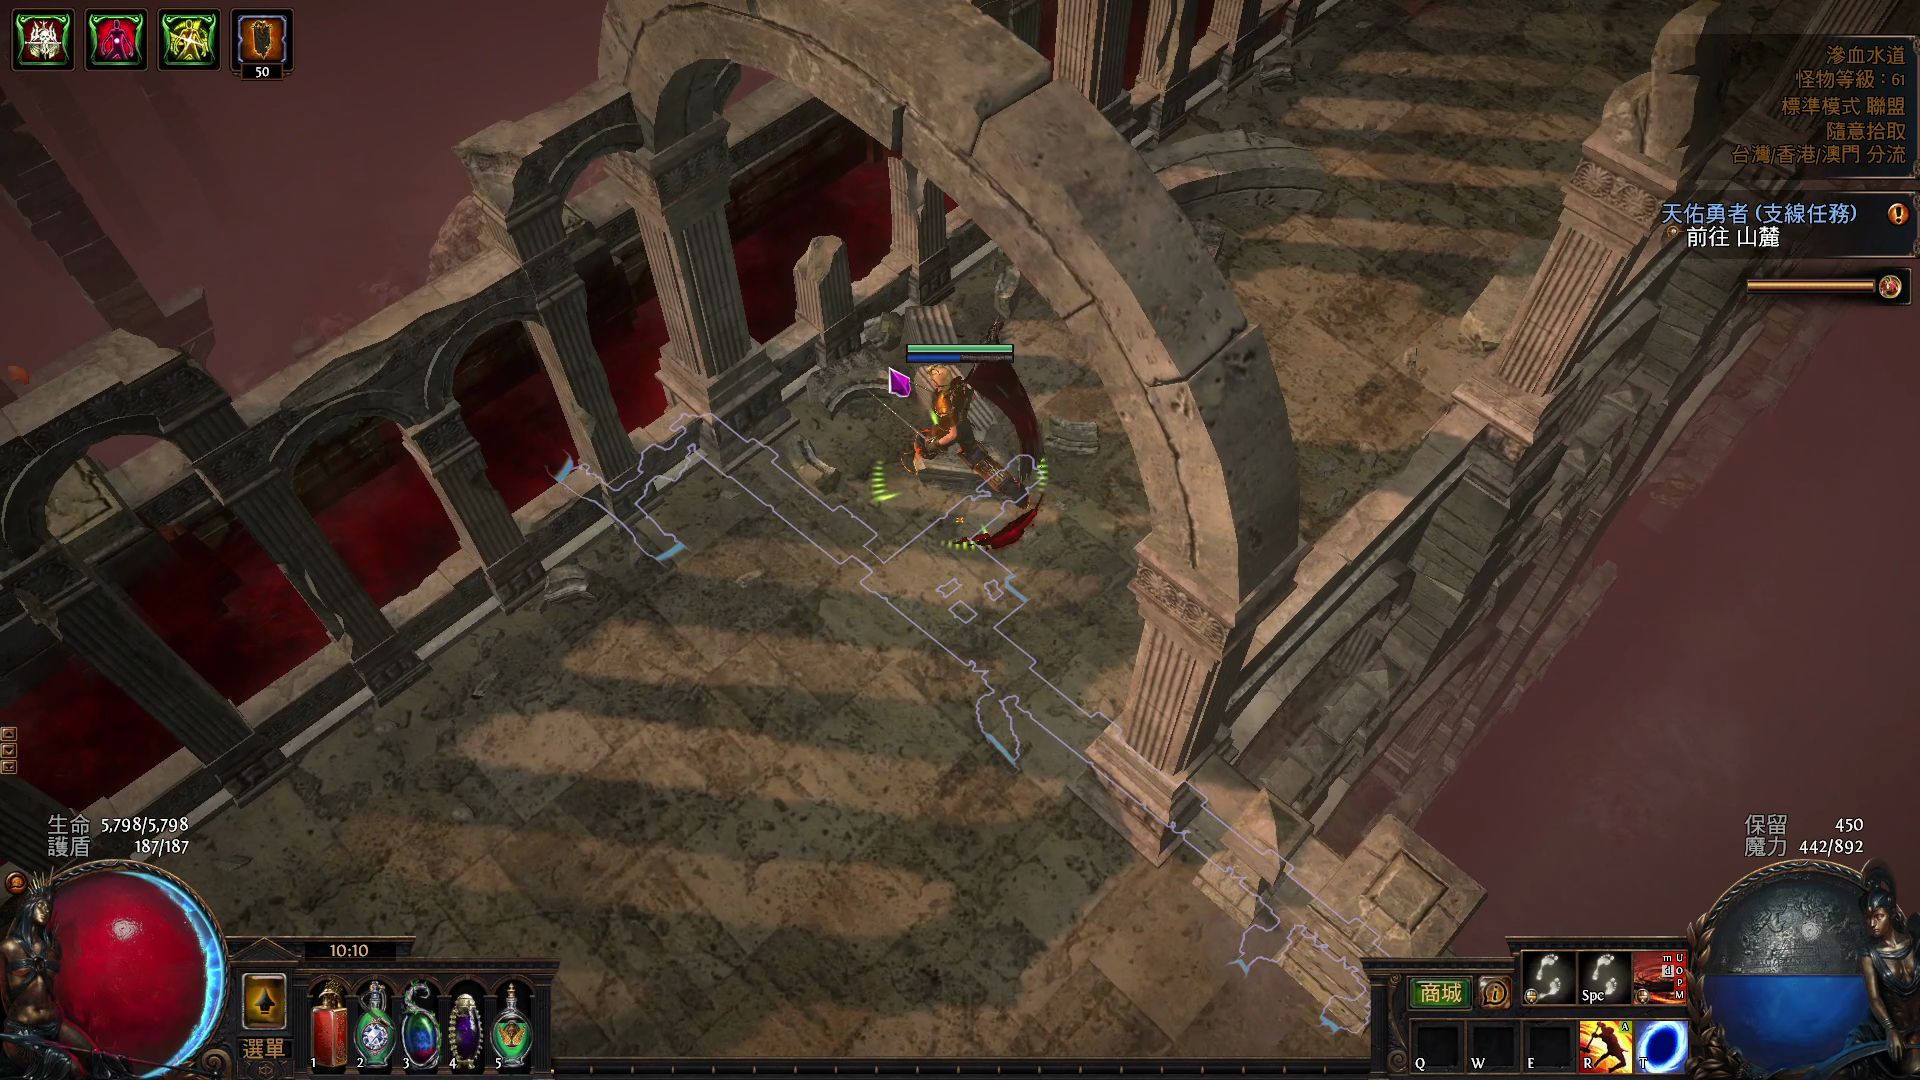 50
滲血水道
怪物等級：61
標準模式 聯盟
隨意拾取
台灣/香港/澳門 分流
天佑勇者 (支線任務)
前往 山麓
生命 5,798/5,798
護盾 187/187
保留 450
魔力 442/892
10:10
選單
1 2 3 4 5
商城
Spc
m U
d O
P
M
Q W E R T
A